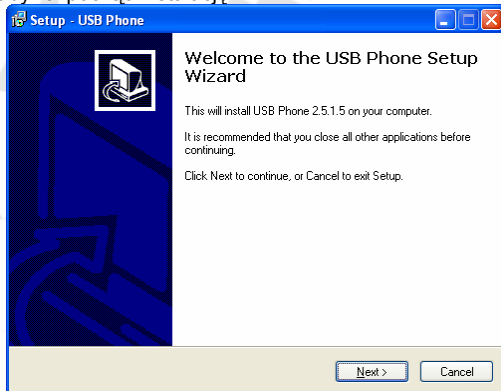 Setup - USB Phone
Welcome to the USB Phone Setup
Wizard
This will install USB Phone 2.5.1.5 on your computer.
It is recommended that you close all other applications before
continuing.
Click Next to continue, or Cancel to exit Setup.
Next >
Cancel